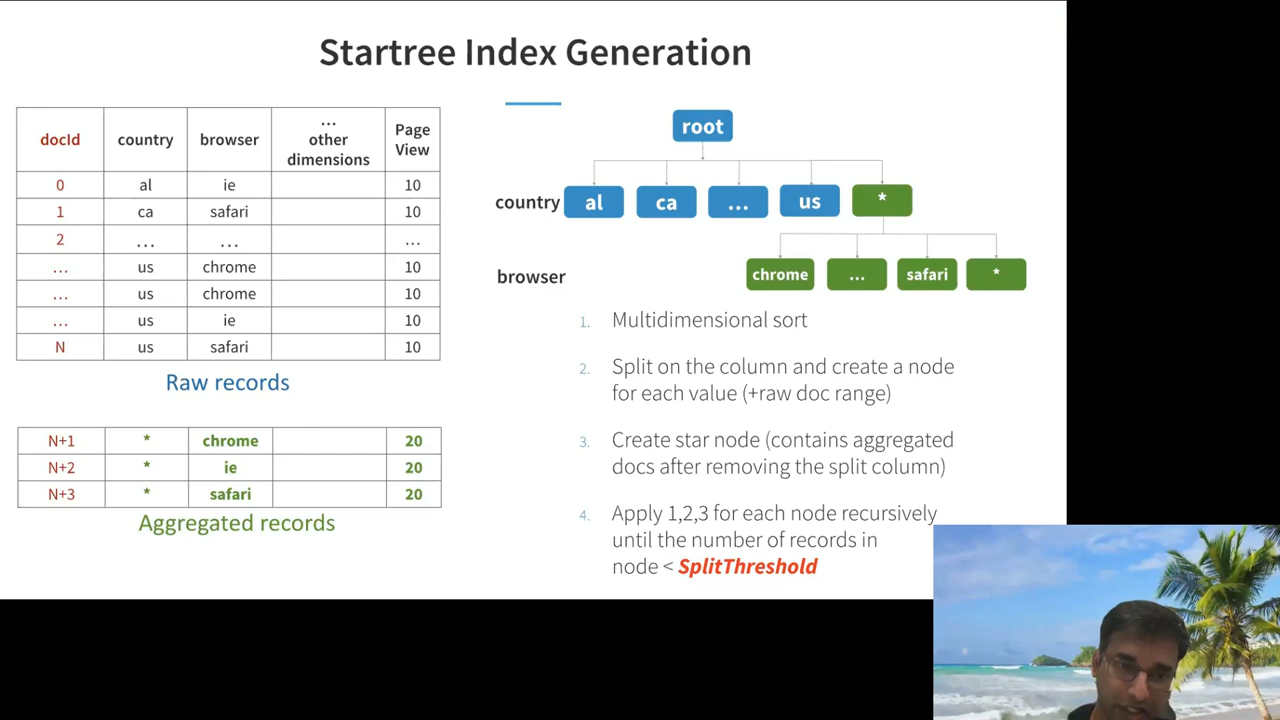 Startree Index Generation
docId country browser … other dimensions Page View
0 al ie 10
1 ca safari 10
2 … … …
… us chrome 10
… us chrome 10
… us ie 10
N us safari 10
Raw records
N+1 * chrome 20
N+2 * ie 20
N+3 * safari 20
Aggregated records
root
country al ca … us *
browser chrome … safari *
1. Multidimensional sort
2. Split on the column and create a node
for each value (+raw doc range)
3. Create star node (contains aggregated
docs after removing the split column)
4. Apply 1,2,3 for each node recursively
until the number of records in
node < SplitThreshold